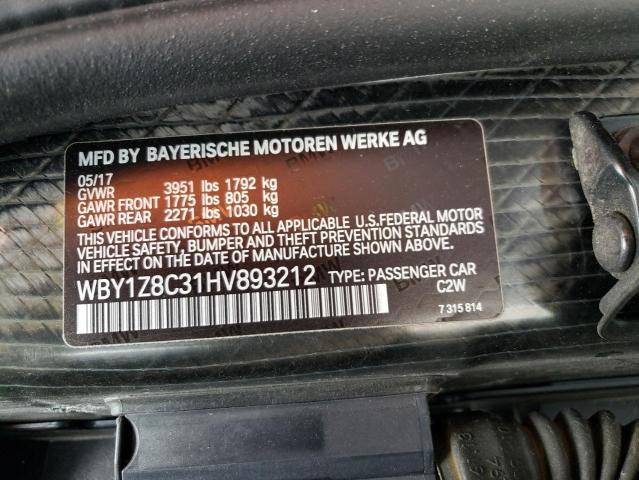 MFD BY BAYERISCHE MOTOREN WERKE AG
05/17
GVWR 3951 lbs 1792 kg
GAWR FRONT 1775 lbs 805 kg
GAWR REAR 2271 lbs 1030 kg
THIS VEHICLE CONFORMS TO ALL APPLICABLE U.S.FEDERAL MOTOR
VEHICLE SAFETY, BUMPER AND THEFT PREVENTION STANDARDS
IN EFFECT ON THE DATE OF MANUFACTURE SHOWN ABOVE.
WBY1Z8C31HV893212 TYPE: PASSENGER CAR
C2W
7 315 814